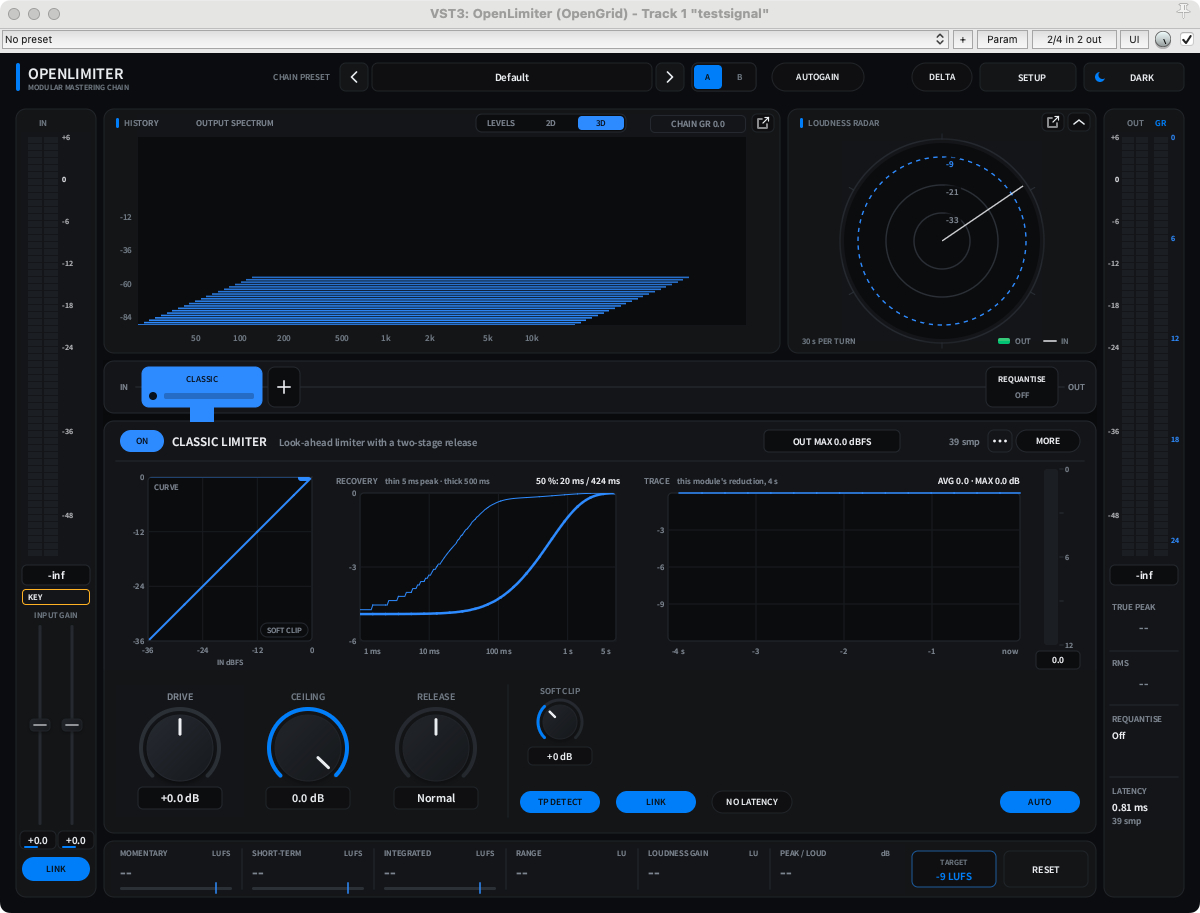 VST3: OpenLimiter (OpenGrid) - Track 1 "testsignal"
No preset
+
Param
2/4 in 2 out
UI
OPENLIMITER
MODULAR MASTERING CHAIN
CHAIN PRESET
Default
A
B
AUTOGAIN
DELTA
SETUP
DARK
IN
+6
0
-6
-12
-18
-24
-36
-48
-inf
KEY
INPUT GAIN
+0.0
+0.0
LINK
HISTORY
OUTPUT SPECTRUM
LEVELS
2D
3D
CHAIN GR 0.0
-12
-36
-60
-84
50
100
200
500
1k
2k
5k
10k
LOUDNESS RADAR
-9
-21
-33
30 s PER TURN
OUT
IN
IN
CLASSIC
+
REQUANTISE
OFF
OUT
ON
CLASSIC LIMITER
Look-ahead limiter with a two-stage release
OUT MAX 0.0 dBFS
39 smp
•••
MORE
CURVE
0
-12
-24
-36
SOFT CLIP
-36
-24
-12
0
IN dBFS
RECOVERY
thin 5 ms peak · thick 500 ms
50 %: 20 ms / 424 ms
0
-3
-6
1 ms
10 ms
100 ms
1 s
5 s
TRACE
this module's reduction, 4 s
AVG 0.0 · MAX 0.0 dB
-3
-6
-9
-4 s
-3
-2
-1
now
0
6
12
0.0
DRIVE
+0.0 dB
CEILING
0.0 dB
RELEASE
Normal
SOFT CLIP
+0 dB
TP DETECT
LINK
NO LATENCY
AUTO
MOMENTARY
LUFS
--
SHORT-TERM
LUFS
--
INTEGRATED
LUFS
--
RANGE
LU
--
LOUDNESS GAIN
LU
--
PEAK / LOUD
dB
--
TARGET
-9 LUFS
RESET
OUT
GR
+6
0
-6
-12
-18
-24
-36
-48
0
6
12
18
24
-inf
TRUE PEAK
--
RMS
--
REQUANTISE
Off
LATENCY
0.81 ms
39 smp